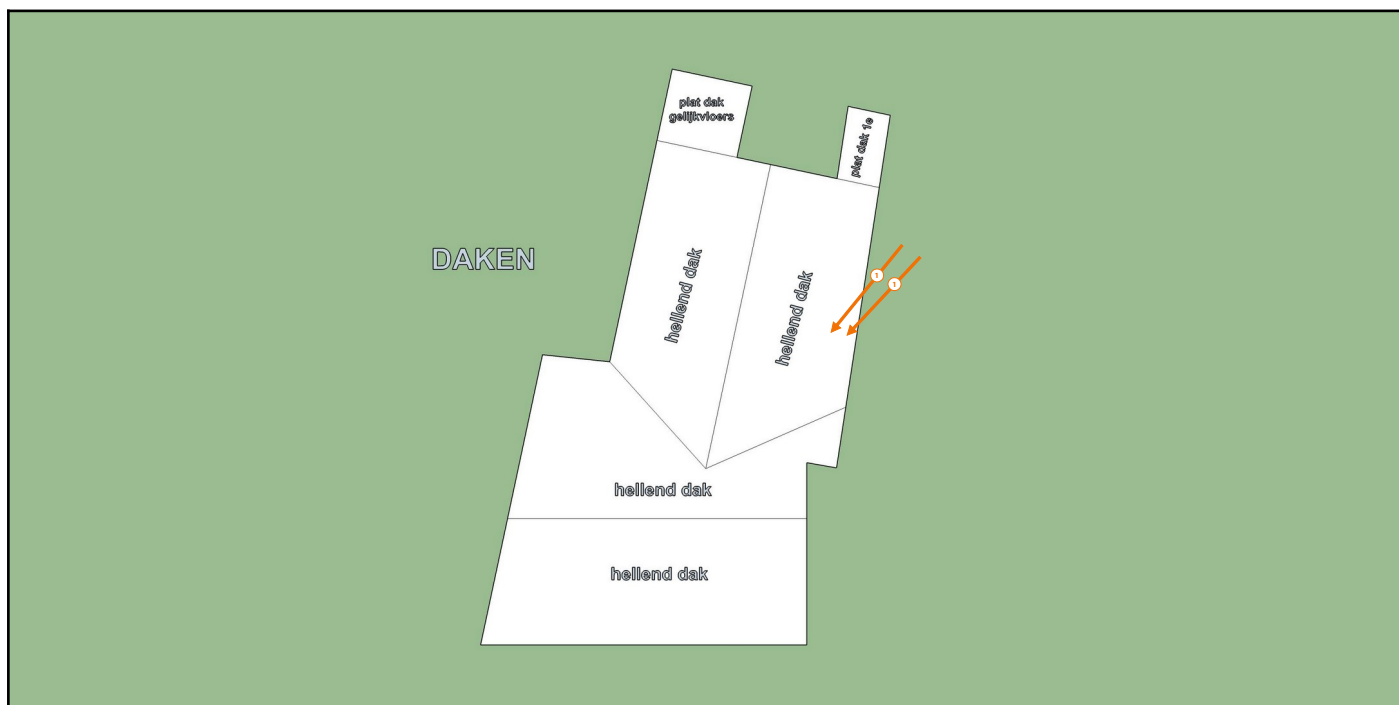 plat dak
gelijkvloers
plat dak 1e
DAKEN
hellend dak
hellend dak
1
1
hellend dak
hellend dak